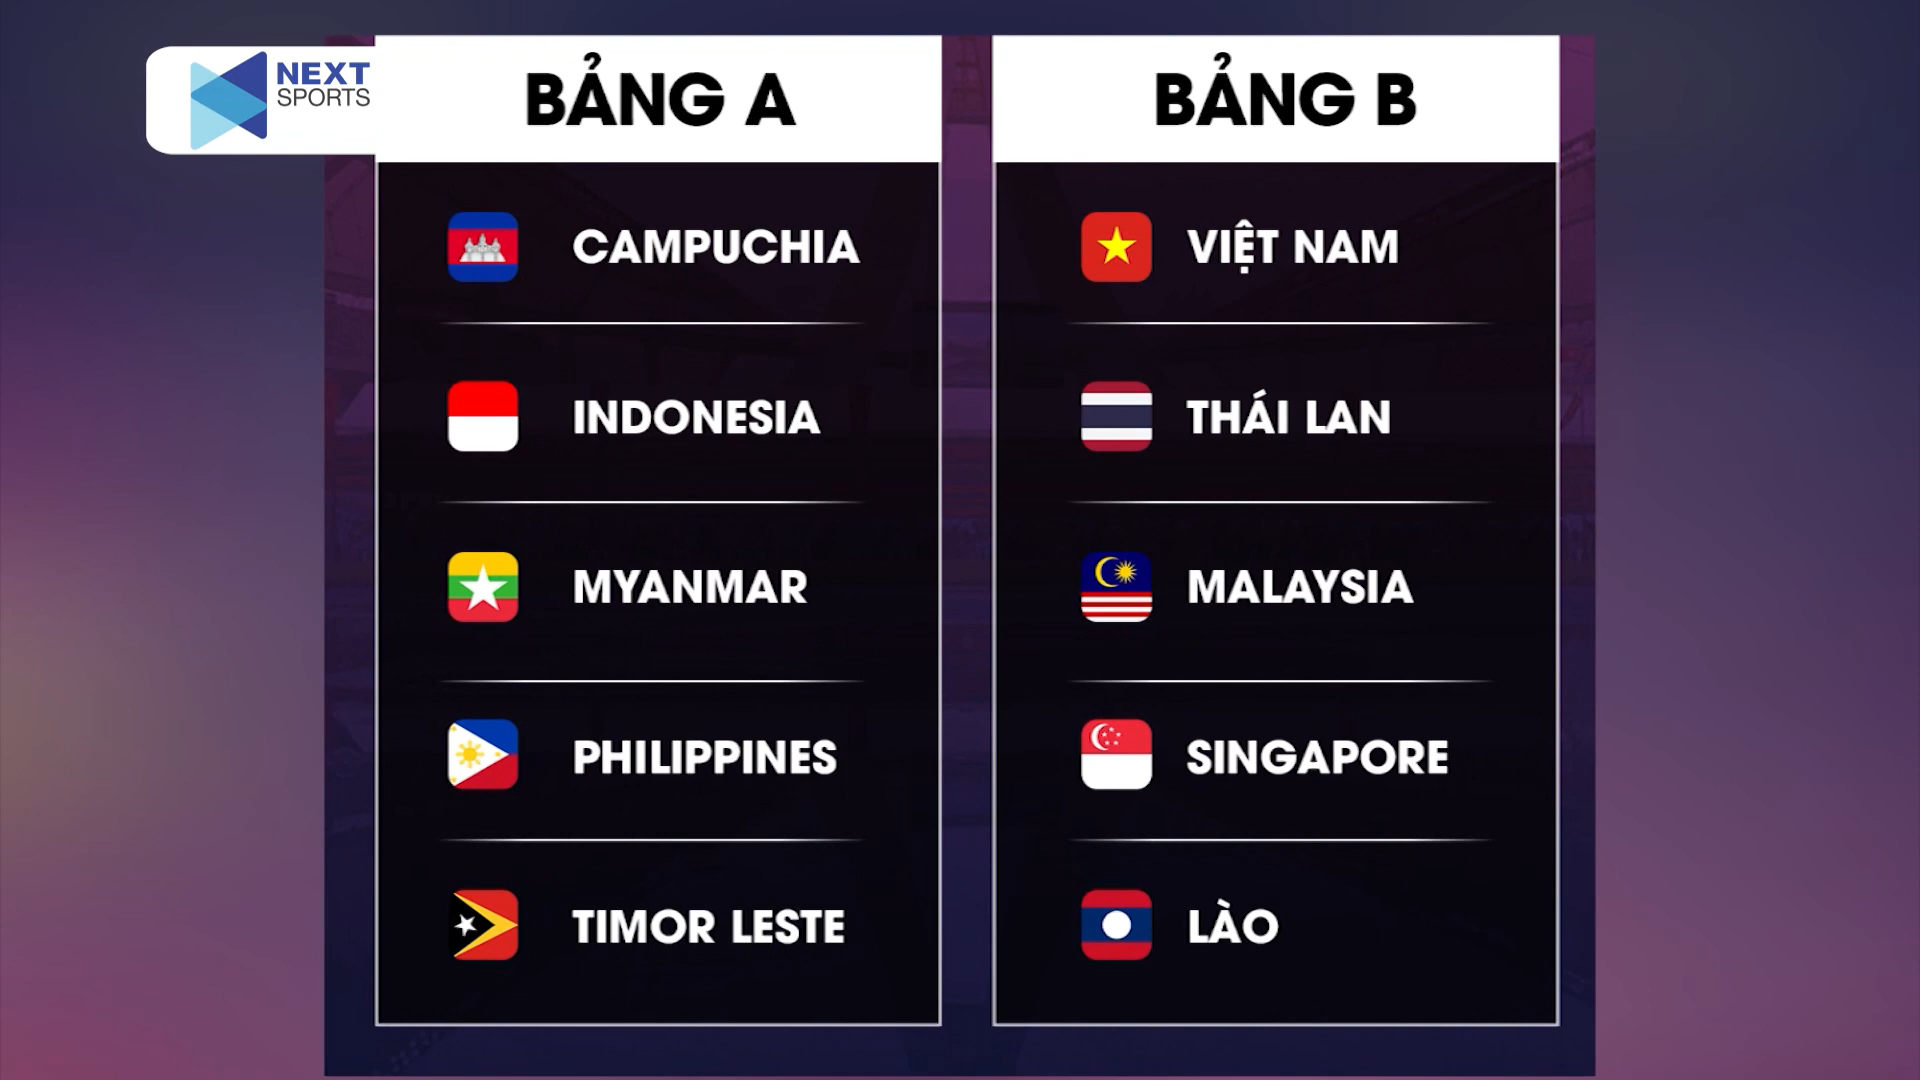 NEXT
SPORTS
BẢNG A
CAMPUCHIA
INDONESIA
MYANMAR
PHILIPPINES
TIMOR LESTE
BẢNG B
VIỆT NAM
THÁI LAN
MALAYSIA
SINGAPORE
LÀO